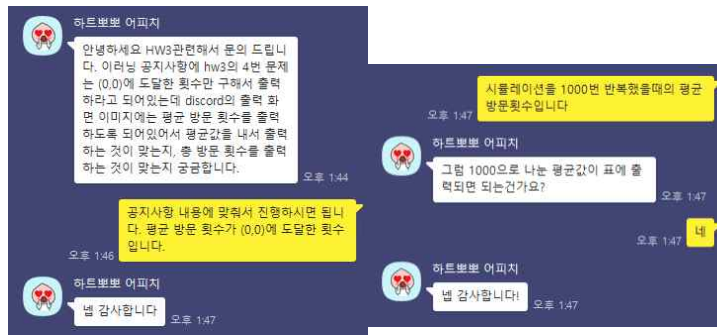 하트뽀뽀 어피치
안녕하세요 HW3관련해서 문의 드립니
다. 이러닝 공지사항에 hw3의 4번 문제
는 (0,0)에 도달한 횟수만 구해서 출력
하라고 되어있는데 discord의 출력 화
면 이미지에는 평균 방문 횟수를 출력
하도록 되어있어서 평균값을 내서 출력
하는 것이 맞는지, 총 방문 횟수를 출력
하는 것이 맞는지 궁금합니다.
오후 1:44
공지사항 내용에 맞춰서 진행하시면 됩니
다. 평균 방문 횟수가 (0,0)에 도달한 횟수
입니다.
오후 1:46
하트뽀뽀 어피치
넵 감사합니다
오후 1:47
시뮬레이션을 1000번 반복했을때의 평균
방문횟수입니다
오후 1:47
하트뽀뽀 어피치
그럼 1000으로 나눈 평균값이 표에 출
력되면 되는건가요?
오후 1:47
네
오후 1:47
하트뽀뽀 어피치
넵 감사합니다!
오후 1:47